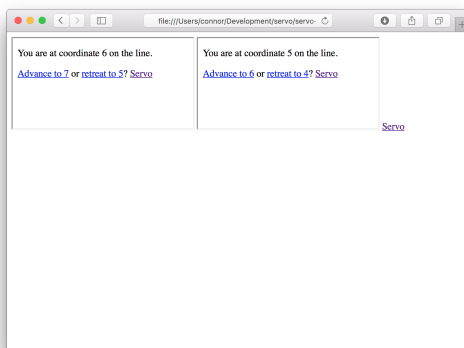 file:///Users/connor/Development/servo/servo-
You are at coordinate 6 on the line.
Advance to 7 or retreat to 5? Servo
You are at coordinate 5 on the line.
Advance to 6 or retreat to 4? Servo
Servo